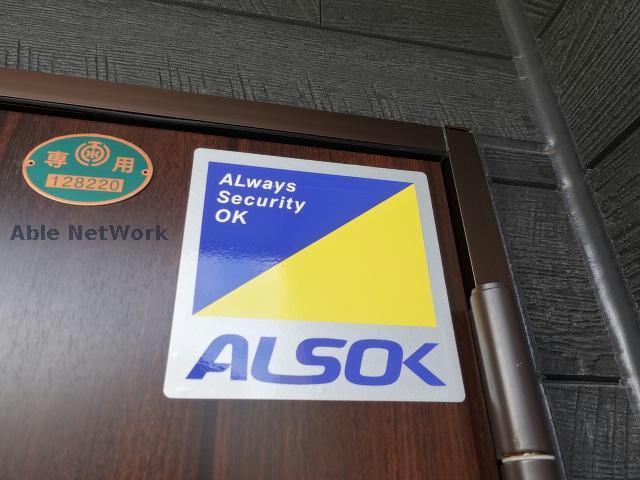 専 用
128220
ALways
Security
OK
ALSOK
Able NetWork